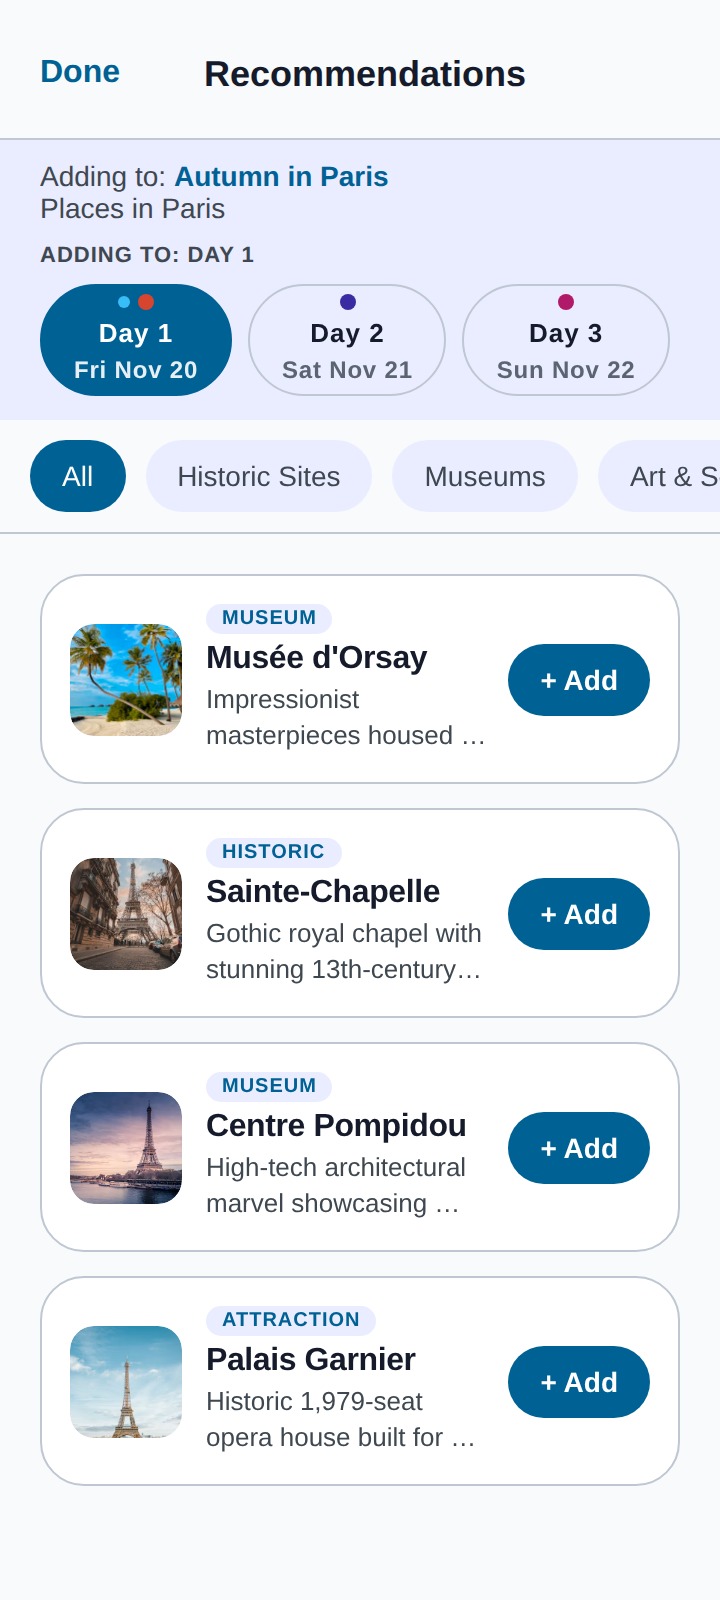 Done
Recommendations
Adding to: Autumn in Paris
Places in Paris
ADDING TO: DAY 1
Day 1
Fri Nov 20
Day 2
Sat Nov 21
Day 3
Sun Nov 22
All
Historic Sites
Museums
Art & S
MUSEUM
Musée d'Orsay
Impressionist
masterpieces housed …
+ Add
HISTORIC
Sainte-Chapelle
Gothic royal chapel with
stunning 13th-century…
+ Add
MUSEUM
Centre Pompidou
High-tech architectural
marvel showcasing …
+ Add
ATTRACTION
Palais Garnier
Historic 1,979-seat
opera house built for …
+ Add